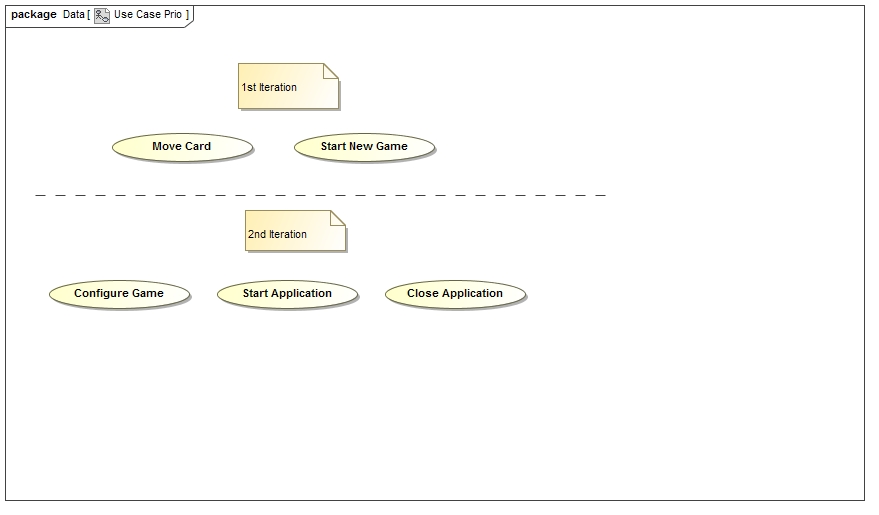 package Data [ Use Case Prio ]
1st Iteration
Move Card Start New Game
2nd Iteration
Configure Game Start Application Close Application